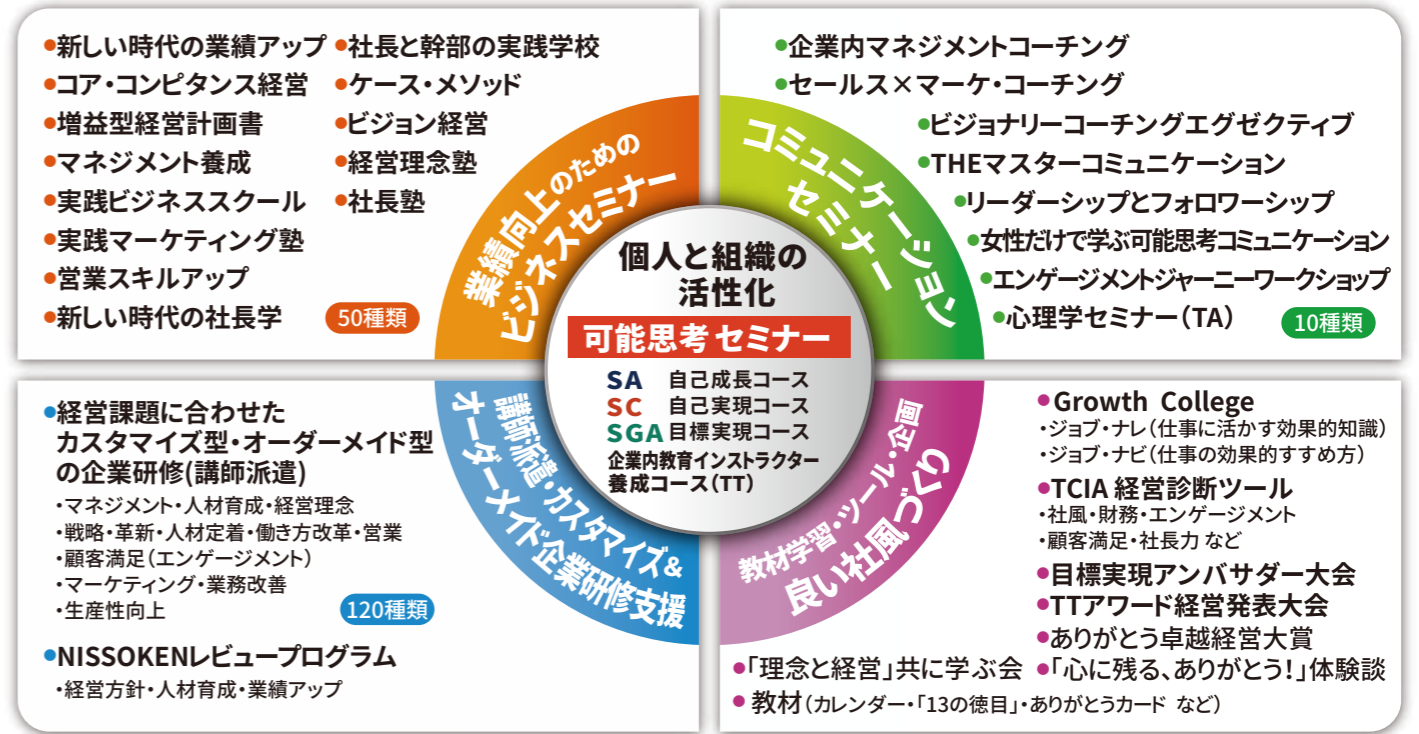 •新しい時代の業績アップ
•コア・コンピタンス経営
•増益型経営計画書
•マネジメント養成
•実践ビジネススクール
•実践マーケティング塾
•営業スキルアップ
•新しい時代の社長学
•社長と幹部の実践学校
•ケース・メソッド
•ビジョン経営
•経営理念塾
•社長塾
50種類
業績向上のための
ビジネスセミナー
•企業内マネジメントコーチング
•セールス×マーケ・コーチング
•ビジョナリーコーチングエグゼクティブ
•THEマスターコミュニケーション
•リーダーシップとフォロワーシップ
•女性だけで学ぶ可能思考コミュニケーション
•エンゲージメントジャーニーワークショップ
•心理学セミナー(TA)
10種類
コミュニケーション
セミナー
個人と組織の
活性化
可能思考セミナー
SA 自己成長コース
SC 自己実現コース
SGA 目標実現コース
企業内教育インストラクター
養成コース(TT)
•経営課題に合わせた
カスタマイズ型・オーダーメイド型
の企業研修(講師派遣)
・マネジメント・人材育成・経営理念
・戦略・革新・人材定着・働き方改革・営業
・顧客満足(エンゲージメント)
・マーケティング・業務改善
・生産性向上
120種類
•NISSOKENレビュープログラム
・経営方針・人材育成・業績アップ
講師派遣・カスタマイズ&
オーダーメイド企業研修支援
教材学習・ツール・企画
良い社風づくり
•Growth College
・ジョブ・ナレ(仕事に活かす効果的知識)
・ジョブ・ナビ(仕事の効果的すすめ方)
•TCIA 経営診断ツール
・社風・財務・エンゲージメント
・顧客満足・社長力 など
•目標実現アンバサダー大会
•TTアワード経営発表大会
•ありがとう卓越経営大賞
•「理念と経営」共に学ぶ会 •「心に残る、ありがとう!」体験談
•教材(カレンダー・「13の徳目」・ありがとうカード など)